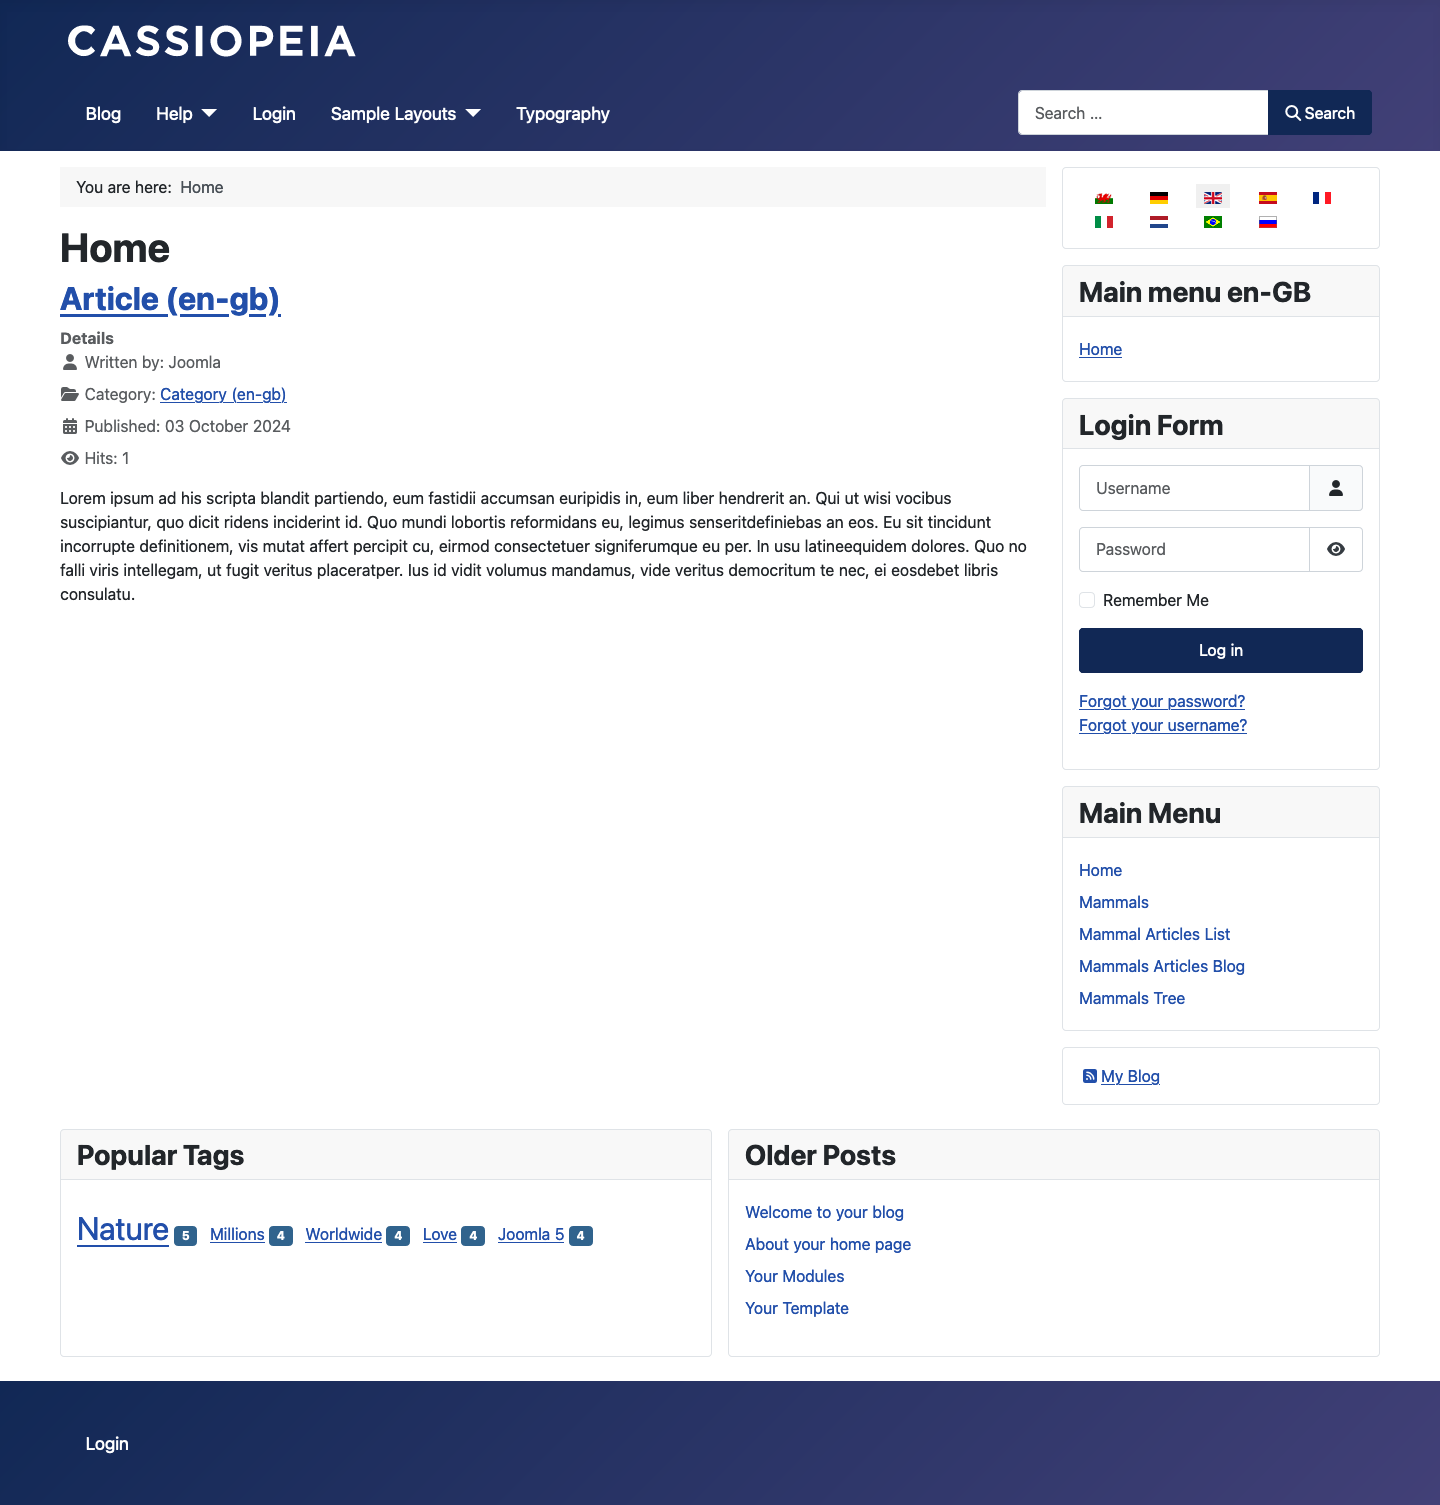 CASSIOPEIA
Blog Help Login Sample Layouts Typography
Search ... Search
You are here: Home
Home
Article (en-gb)
Details
Written by: Joomla
Category: Category (en-gb)
Published: 03 October 2024
Hits: 1
Lorem ipsum ad his scripta blandit partiendo, eum fastidii accumsan euripidis in, eum liber hendrerit an. Qui ut wisi vocibus
suscipiantur, quo dicit ridens inciderint id. Quo mundi lobortis reformidans eu, legimus senseritdefiniebas an eos. Eu sit tincidunt
incorrupte definitionem, vis mutat affert percipit cu, eirmod consectetuer signiferumque eu per. In usu latineequidem dolores. Quo no
falli viris intellegam, ut fugit veritus placeratper. Ius id vidit volumus mandamus, vide veritus democritum te nec, ei eosdebet libris
consulatu.
Main menu en-GB
Home
Login Form
Username
Password
Remember Me
Log in
Forgot your password?
Forgot your username?
Main Menu
Home
Mammals
Mammal Articles List
Mammals Articles Blog
Mammals Tree
My Blog
Popular Tags
Nature 5 Millions 4 Worldwide 4 Love 4 Joomla 5 4
Older Posts
Welcome to your blog
About your home page
Your Modules
Your Template
Login